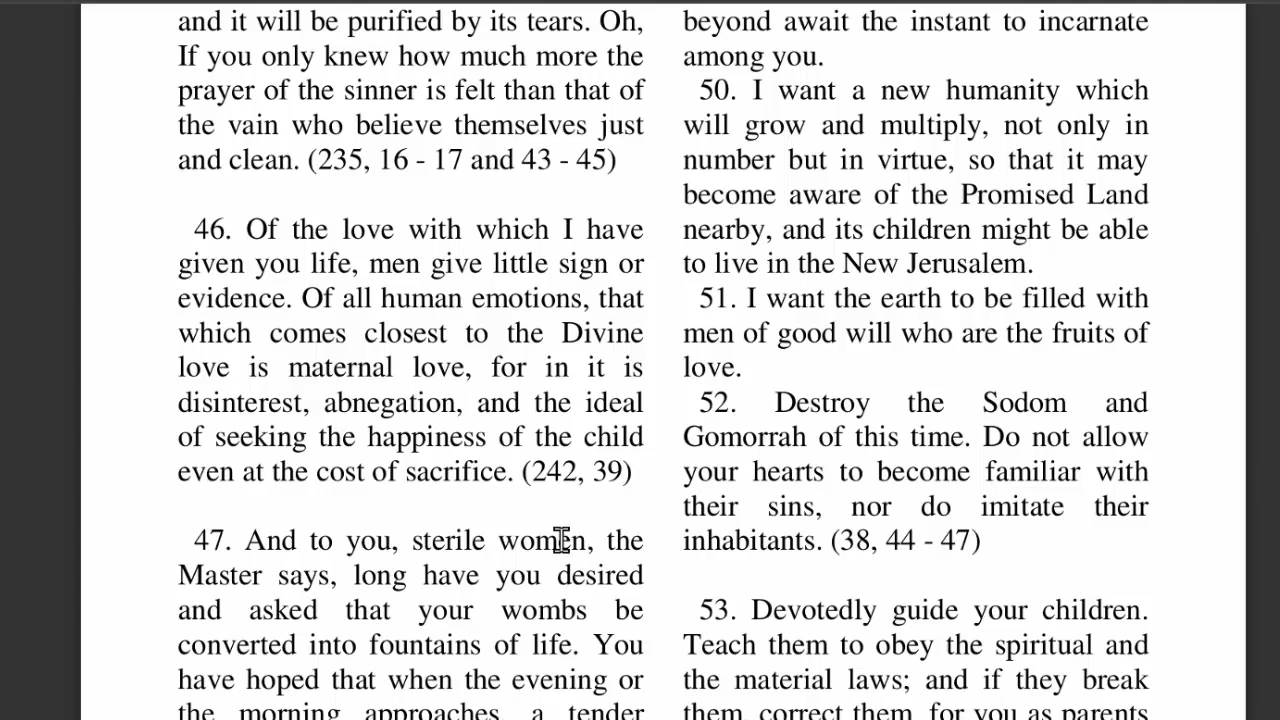 and it will be purified by its tears. Oh,
If you only knew how much more the
prayer of the sinner is felt than that of
the vain who believe themselves just
and clean. (235, 16 - 17 and 43 - 45)
46. Of the love with which I have
given you life, men give little sign or
evidence. Of all human emotions, that
which comes closest to the Divine
love is maternal love, for in it is
disinterest, abnegation, and the ideal
of seeking the happiness of the child
even at the cost of sacrifice. (242, 39)
47. And to you, sterile women, the
Master says, long have you desired
and asked that your wombs be
converted into fountains of life. You
have hoped that when the evening or
the morning approaches, a tender
beyond await the instant to incarnate
among you.
50. I want a new humanity which
will grow and multiply, not only in
number but in virtue, so that it may
become aware of the Promised Land
nearby, and its children might be able
to live in the New Jerusalem.
51. I want the earth to be filled with
men of good will who are the fruits of
love.
52. Destroy the Sodom and
Gomorrah of this time. Do not allow
your hearts to become familiar with
their sins, nor do imitate their
inhabitants. (38, 44 - 47)
53. Devotedly guide your children.
Teach them to obey the spiritual and
the material laws; and if they break
them, correct them, for you as parents